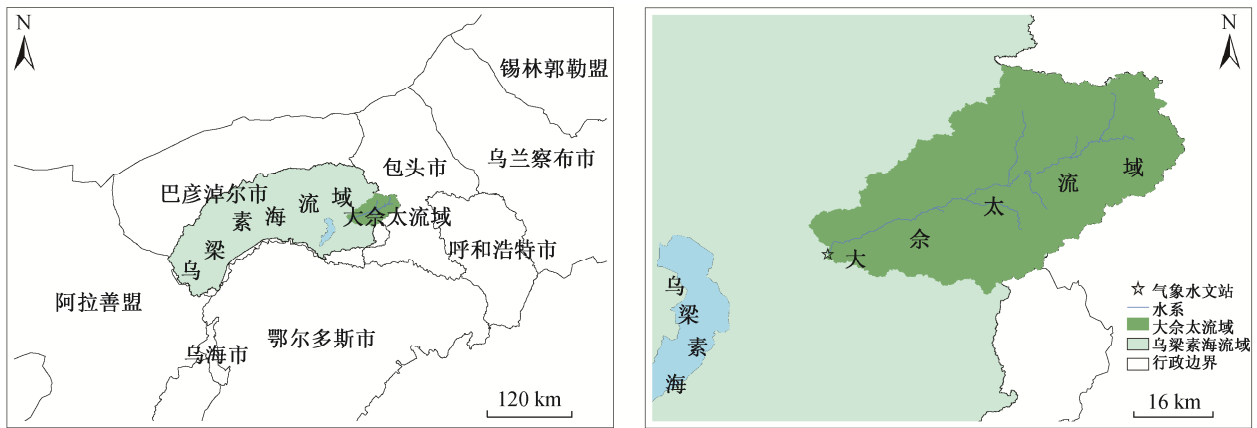 N
锡林郭勒盟
乌兰察布市
包头市
巴彦淖尔市
乌梁素海流域
大佘太流域
呼和浩特市
阿拉善盟
鄂尔多斯市
乌海市
120 km
N
大佘太流域
乌梁素海
气象水文站
水系
大佘太流域
乌梁素海流域
行政边界
16 km